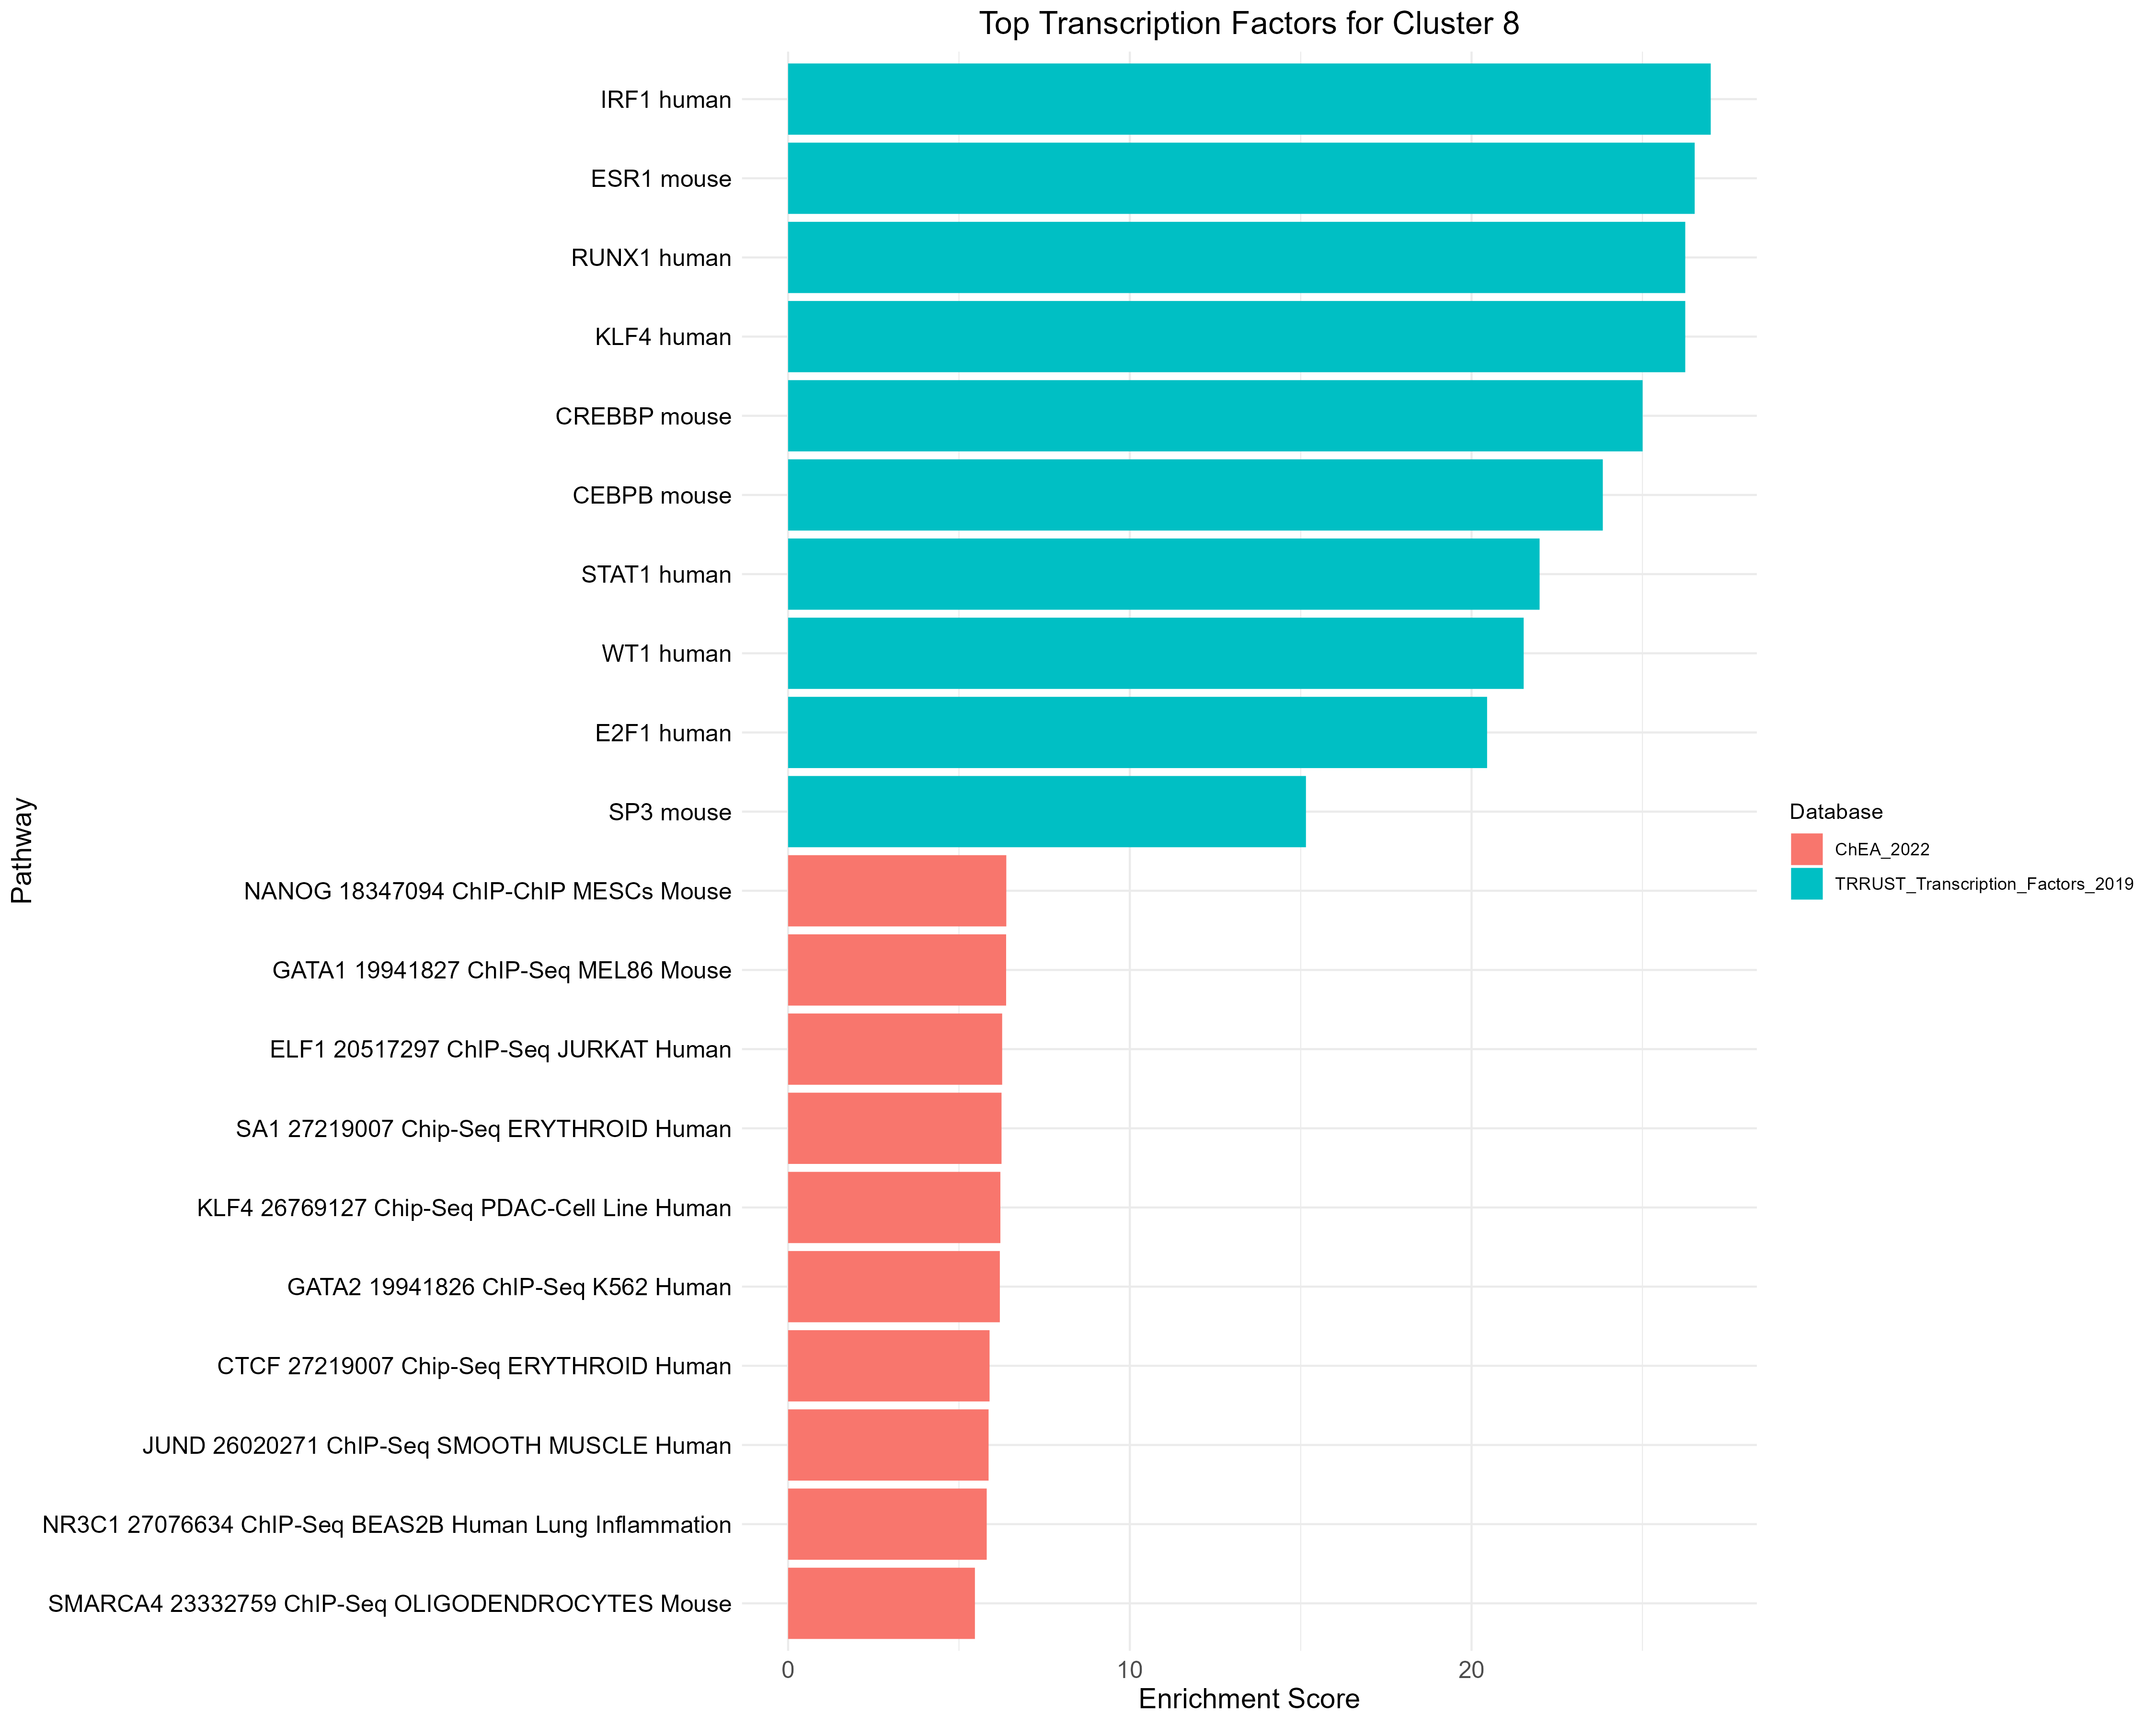 Top Transcription Factors for Cluster 8
Pathway
IRF1 human
ESR1 mouse
RUNX1 human
KLF4 human
CREBBP mouse
CEBPB mouse
STAT1 human
WT1 human
E2F1 human
SP3 mouse
NANOG 18347094 ChIP-ChIP MESCs Mouse
GATA1 19941827 ChIP-Seq MEL86 Mouse
ELF1 20517297 ChIP-Seq JURKAT Human
SA1 27219007 Chip-Seq ERYTHROID Human
KLF4 26769127 Chip-Seq PDAC-Cell Line Human
GATA2 19941826 ChIP-Seq K562 Human
CTCF 27219007 Chip-Seq ERYTHROID Human
JUND 26020271 ChIP-Seq SMOOTH MUSCLE Human
NR3C1 27076634 ChIP-Seq BEAS2B Human Lung Inflammation
SMARCA4 23332759 ChIP-Seq OLIGODENDROCYTES Mouse
0 10 20
Enrichment Score
Database
ChEA_2022
TRRUST_Transcription_Factors_2019